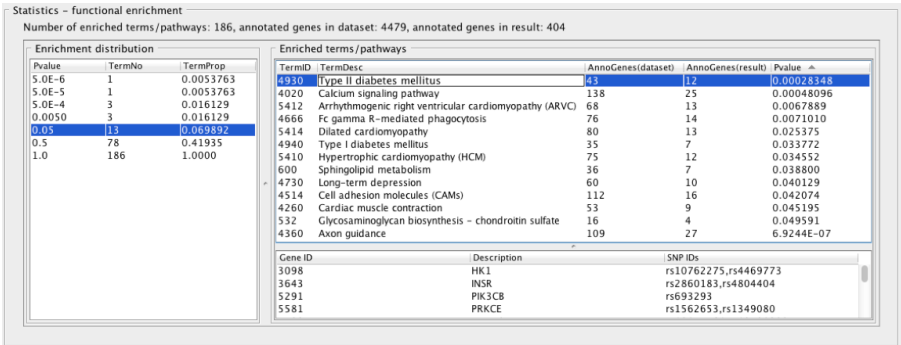 Statistics - functional enrichment
Number of enriched terms/pathways: 186, annotated genes in dataset: 4479, annotated genes in result: 404
Enrichment distribution
Pvalue TermNo TermProp
5.0E-6 1 0.0053763
5.0E-5 1 0.0053763
5.0E-4 3 0.016129
0.0050 3 0.016129
0.05 13 0.069892
0.5 78 0.41935
1.0 186 1.0000
Enriched terms/pathways
TermID TermDesc AnnoGenes(dataset) AnnoGenes(result) Pvalue
4930 Type II diabetes mellitus 43 12 0.00028348
4020 Calcium signaling pathway 138 25 0.00048096
5412 Arrhythmogenic right ventricular cardiomyopathy (ARVC) 68 13 0.0067889
4666 Fc gamma R-mediated phagocytosis 76 14 0.0071010
5414 Dilated cardiomyopathy 80 13 0.025375
4940 Type I diabetes mellitus 35 7 0.033772
5410 Hypertrophic cardiomyopathy (HCM) 75 12 0.034552
600 Sphingolipid metabolism 36 7 0.038800
4730 Long-term depression 60 10 0.040129
4514 Cell adhesion molecules (CAMs) 112 16 0.042074
4260 Cardiac muscle contraction 53 9 0.045195
532 Glycosaminoglycan biosynthesis - chondroitin sulfate 16 4 0.049591
4360 Axon guidance 109 27 6.9244E-07
Gene ID Description SNP IDs
3098 HK1 rs10762275,rs4469773
3643 INSR rs2860183,rs4804404
5291 PIK3CB rs693293
5581 PRKCE rs1562653,rs1349080